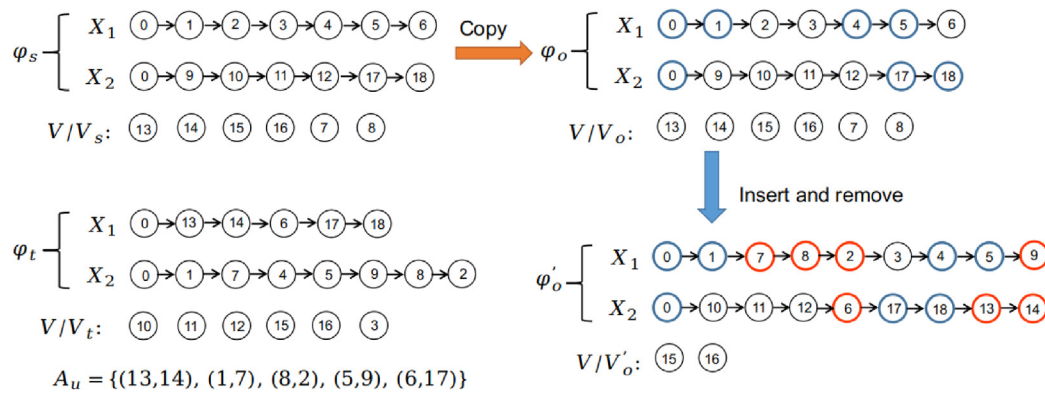 φs X1 0 1 2 3 4 5 6
X2 0 9 10 11 12 17 18
V/Vs: 13 14 15 16 7 8
Copy
φo X1 0 1 2 3 4 5 6
X2 0 9 10 11 12 17 18
V/Vo: 13 14 15 16 7 8
Insert and remove
φt X1 0 13 14 6 17 18
X2 0 1 7 4 5 9 8 2
V/Vt: 10 11 12 15 16 3
Au = {(13,14), (1,7), (8,2), (5,9), (6,17)}
φo′ X1 0 1 7 8 2 3 4 5 9
X2 0 10 11 12 6 17 18 13 14
V/Vo′: 15 16